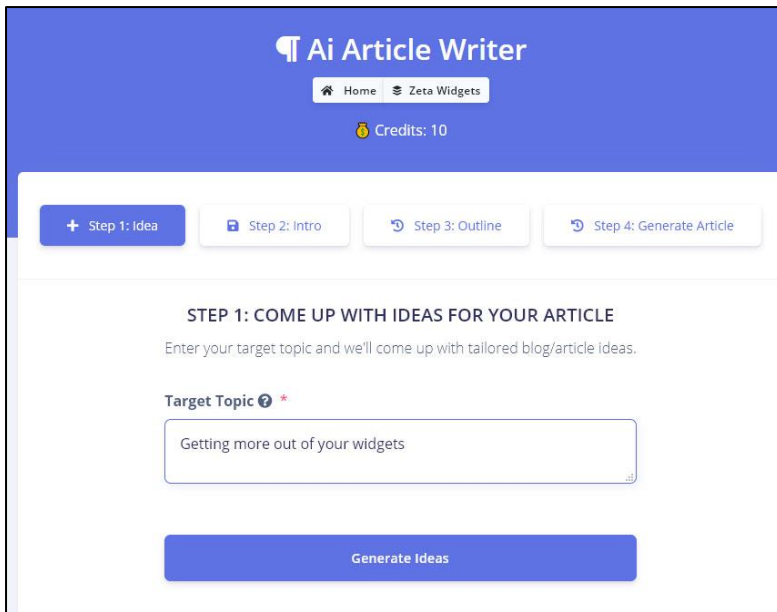 ¶ Ai Article Writer
Home Zeta Widgets
Credits: 10
Step 1: Idea Step 2: Intro Step 3: Outline Step 4: Generate Article
STEP 1: COME UP WITH IDEAS FOR YOUR ARTICLE
Enter your target topic and we'll come up with tailored blog/article ideas.
Target Topic ? *
Getting more out of your widgets
Generate Ideas